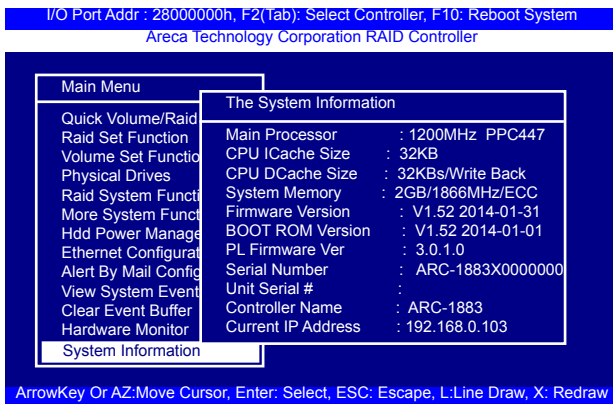 I/O Port Addr : 28000000h, F2(Tab): Select Controller, F10: Reboot System
Areca Technology Corporation RAID Controller
Main Menu
Quick Volume/Raid
Raid Set Function
Volume Set Functio
Physical Drives
Raid System Functi
More System Funct
Hdd Power Manage
Ethernet Configurat
Alert By Mail Config
View System Event
Clear Event Buffer
Hardware Monitor
System Information
The System Information
Main Processor : 1200MHz PPC447
CPU ICache Size : 32KB
CPU DCache Size : 32KBs/Write Back
System Memory : 2GB/1866MHz/ECC
Firmware Version : V1.52 2014-01-31
BOOT ROM Version : V1.52 2014-01-01
PL Firmware Ver : 3.0.1.0
Serial Number : ARC-1883X0000000
Unit Serial # :
Controller Name : ARC-1883
Current IP Address : 192.168.0.103
ArrowKey Or AZ:Move Cursor, Enter: Select, ESC: Escape, L:Line Draw, X: Redraw